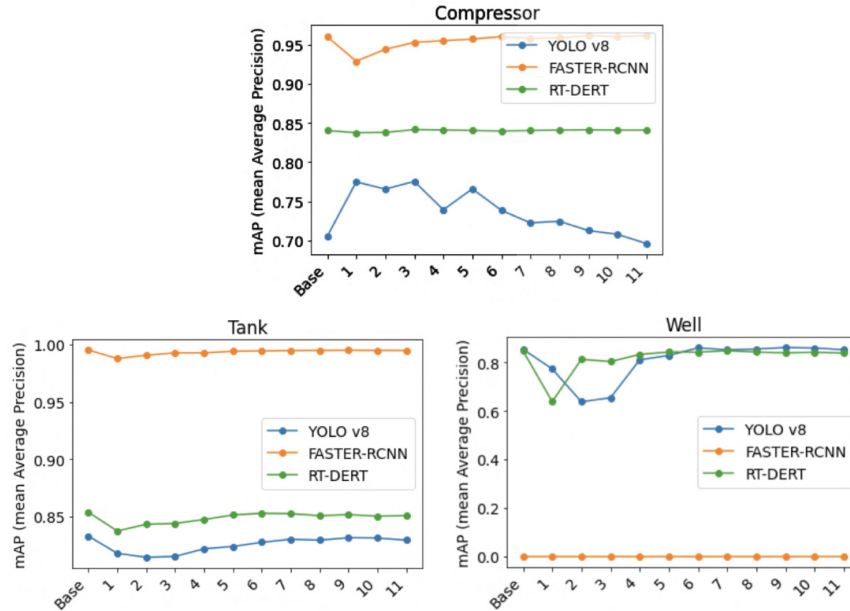 Compressor
mAP (mean Average Precision)
0.95
0.90
0.85
0.80
0.75
0.70
YOLO v8
FASTER-RCNN
RT-DERT
Base 1 2 3 4 5 6 7 8 9 10 11
Tank
mAP (mean Average Precision)
1.00
0.95
0.90
0.85
YOLO v8
FASTER-RCNN
RT-DERT
Base 1 2 3 4 5 6 7 8 9 10 11
Well
mAP (mean Average Precision)
0.8
0.6
0.4
0.2
0.0
YOLO v8
FASTER-RCNN
RT-DERT
Base 1 2 3 4 5 6 7 8 9 10 11